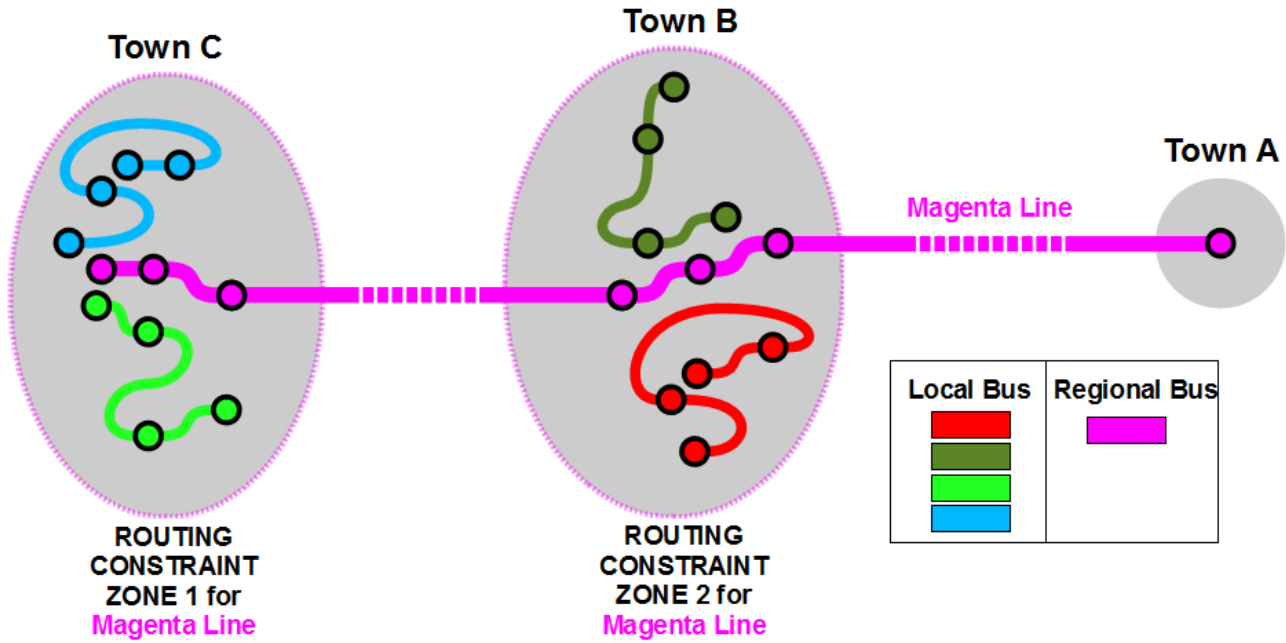 Town C
Town B
Town A
Magenta Line
Local Bus
Regional Bus
ROUTING
CONSTRAINT
ZONE 1 for
Magenta Line
ROUTING
CONSTRAINT
ZONE 2 for
Magenta Line